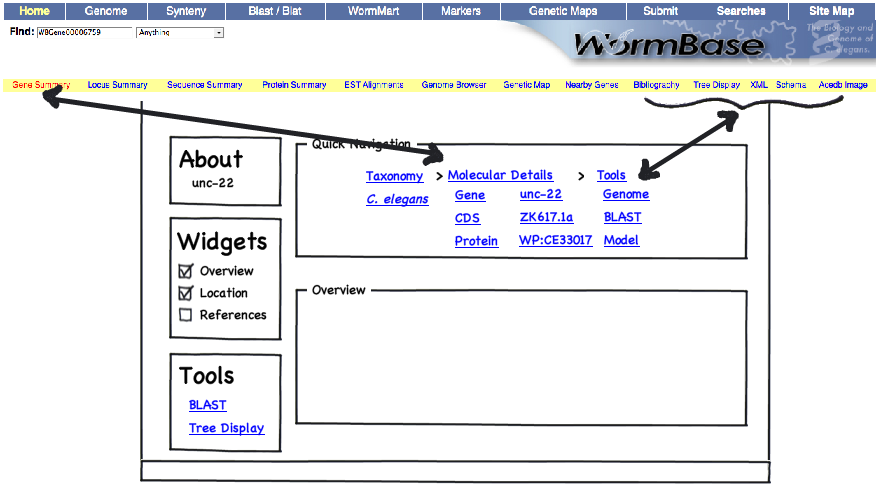 Home Genome Synteny Blast / Blat WormMart Markers Genetic Maps Submit Searches Site Map
Find: WBGene00006759 Anything
WormBase
The Biology and
Genome of
C. elegans.
Gene Summary Locus Summary Sequence Summary Protein Summary EST Alignments Genome Browser Genetic Map Nearby Genes Bibliography Tree Display XML Schema Acedb Image
About
unc-22
Widgets
Overview
Location
References
Tools
BLAST
Tree Display
Quick Navigation
Taxonomy > Molecular Details > Tools
C. elegans Gene unc-22 Genome
CDS ZK617.1a BLAST
Protein WP:CE33017 Model
Overview